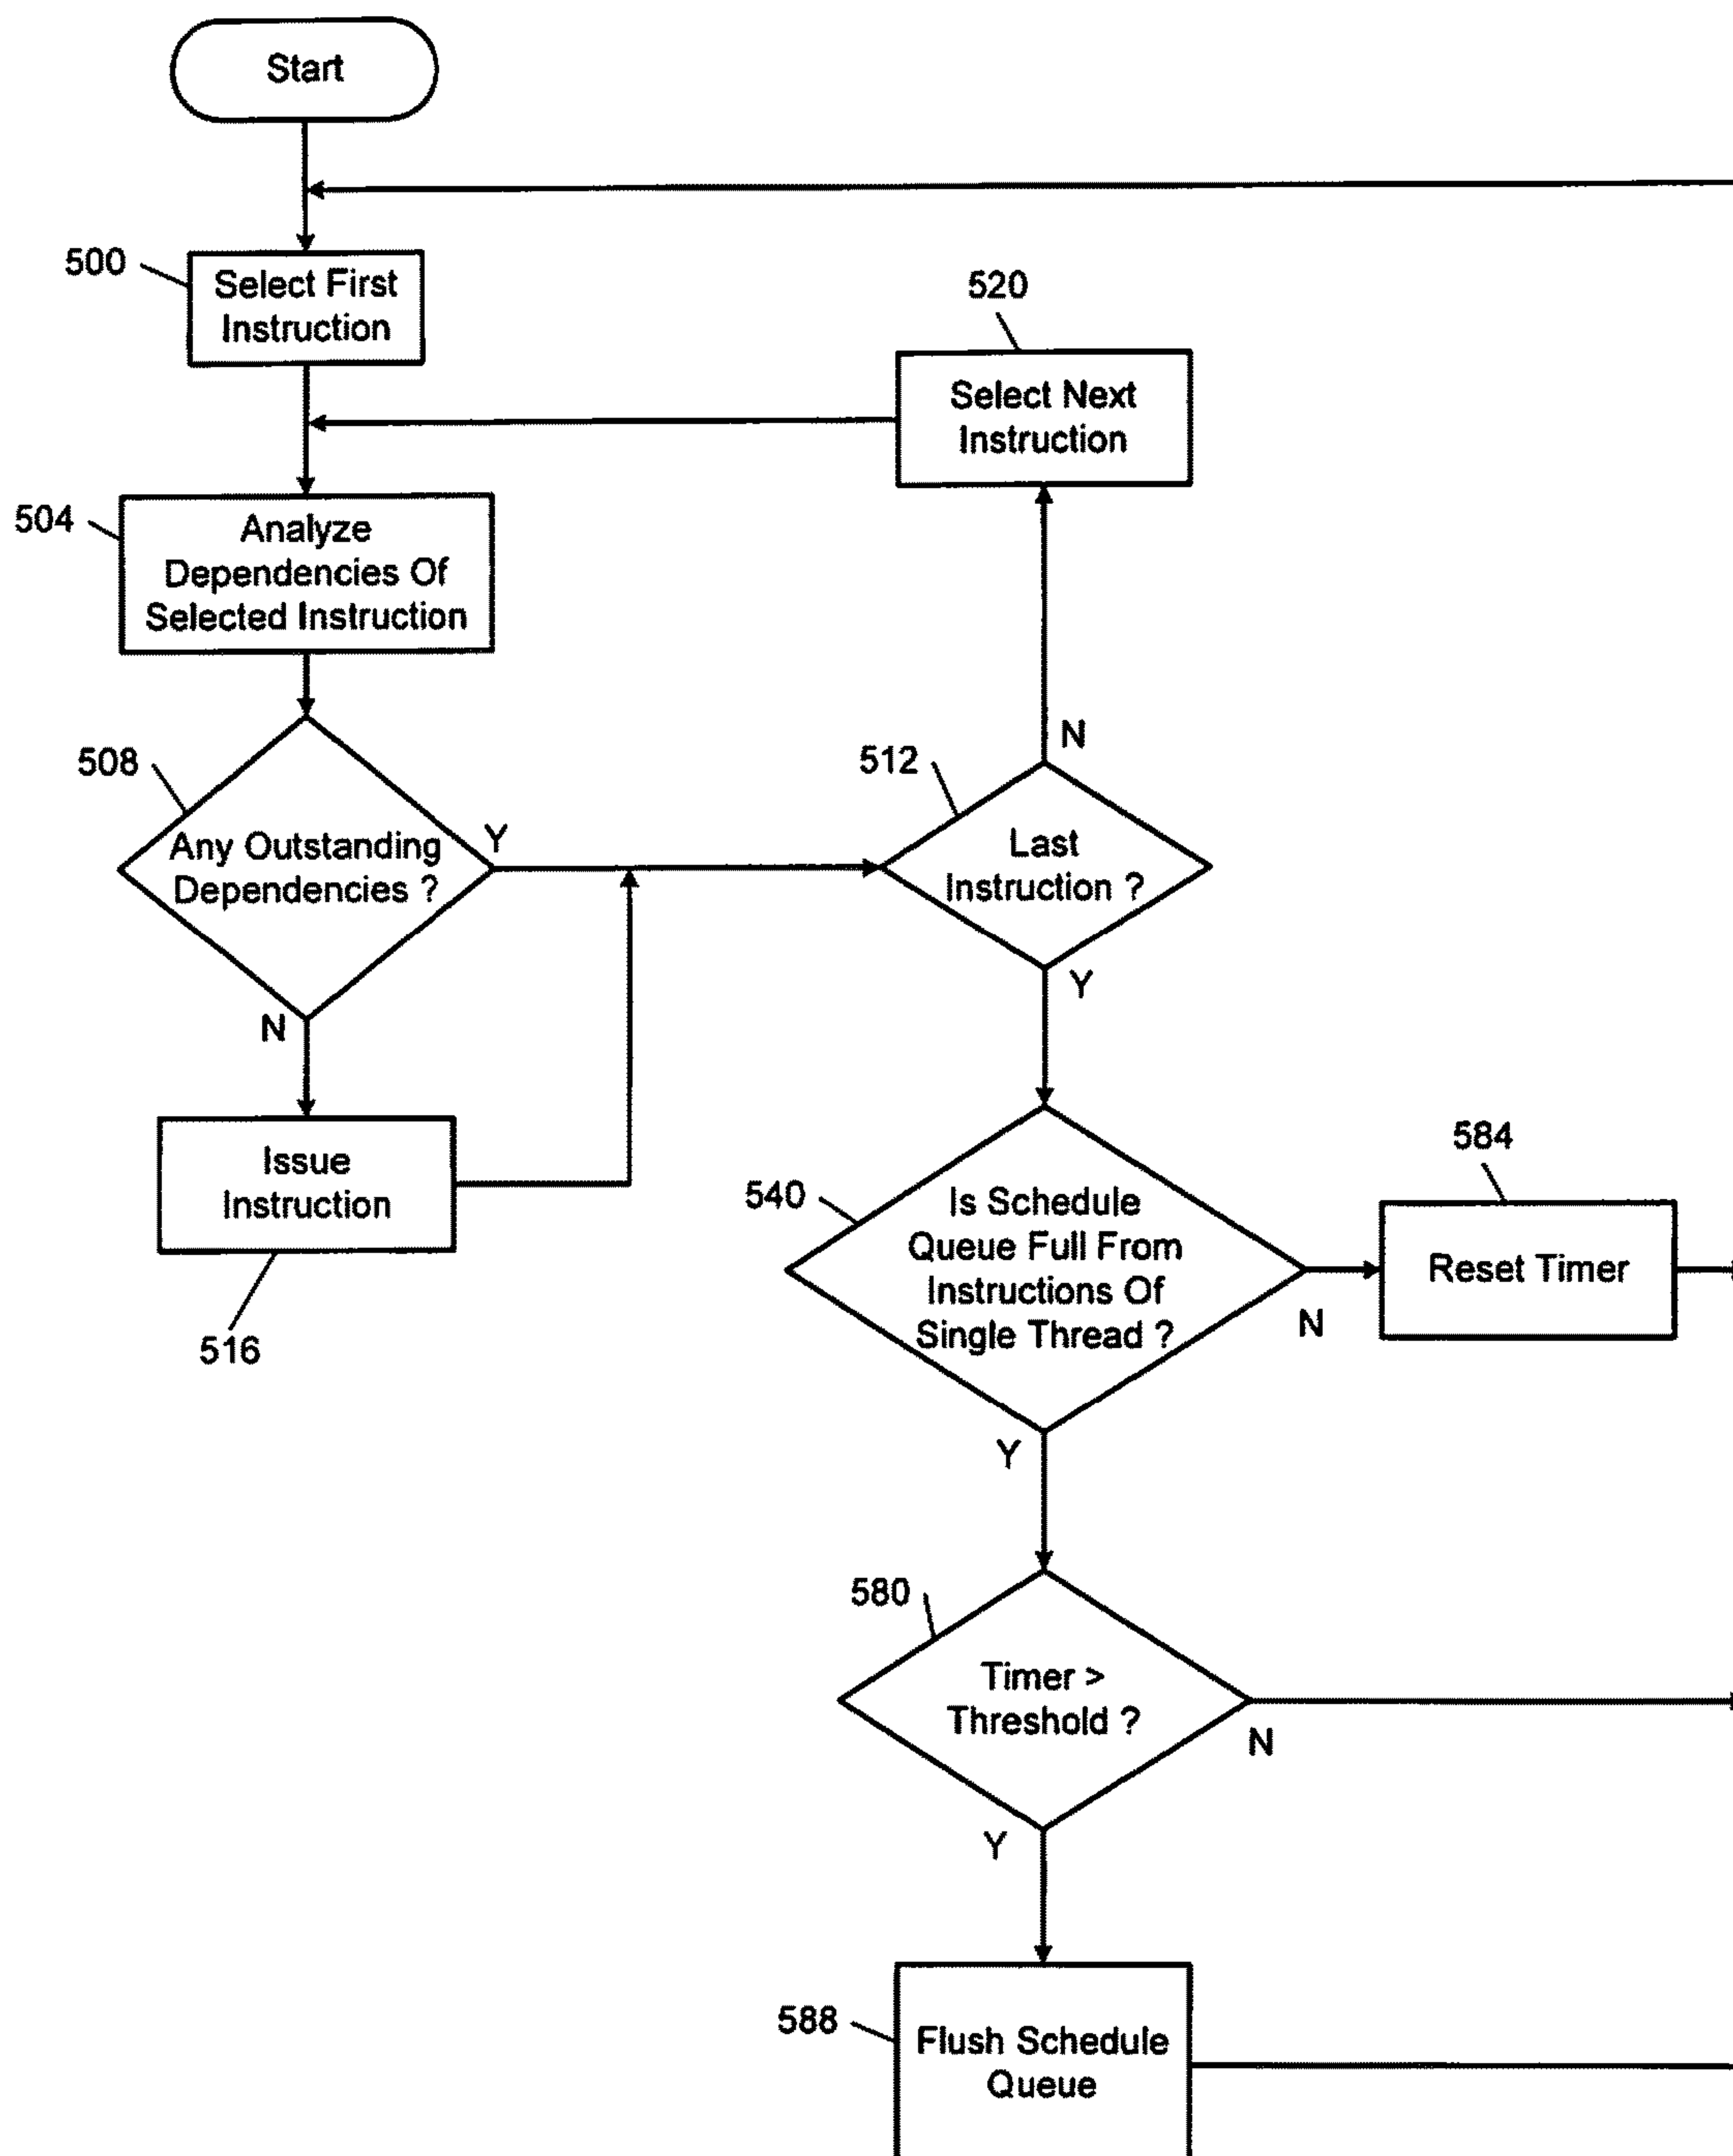 Start
500
Select First
Instruction
520
Select Next
Instruction
504
Analyze
Dependencies Of
Selected Instruction
508
Any Outstanding
Dependencies ?
Y
N
512
Last
Instruction ?
N
Y
Issue
Instruction
516
540
Is Schedule
Queue Full From
Instructions Of
Single Thread ?
N
Y
584
Reset Timer
580
Timer >
Threshold ?
N
Y
588
Flush Schedule
Queue